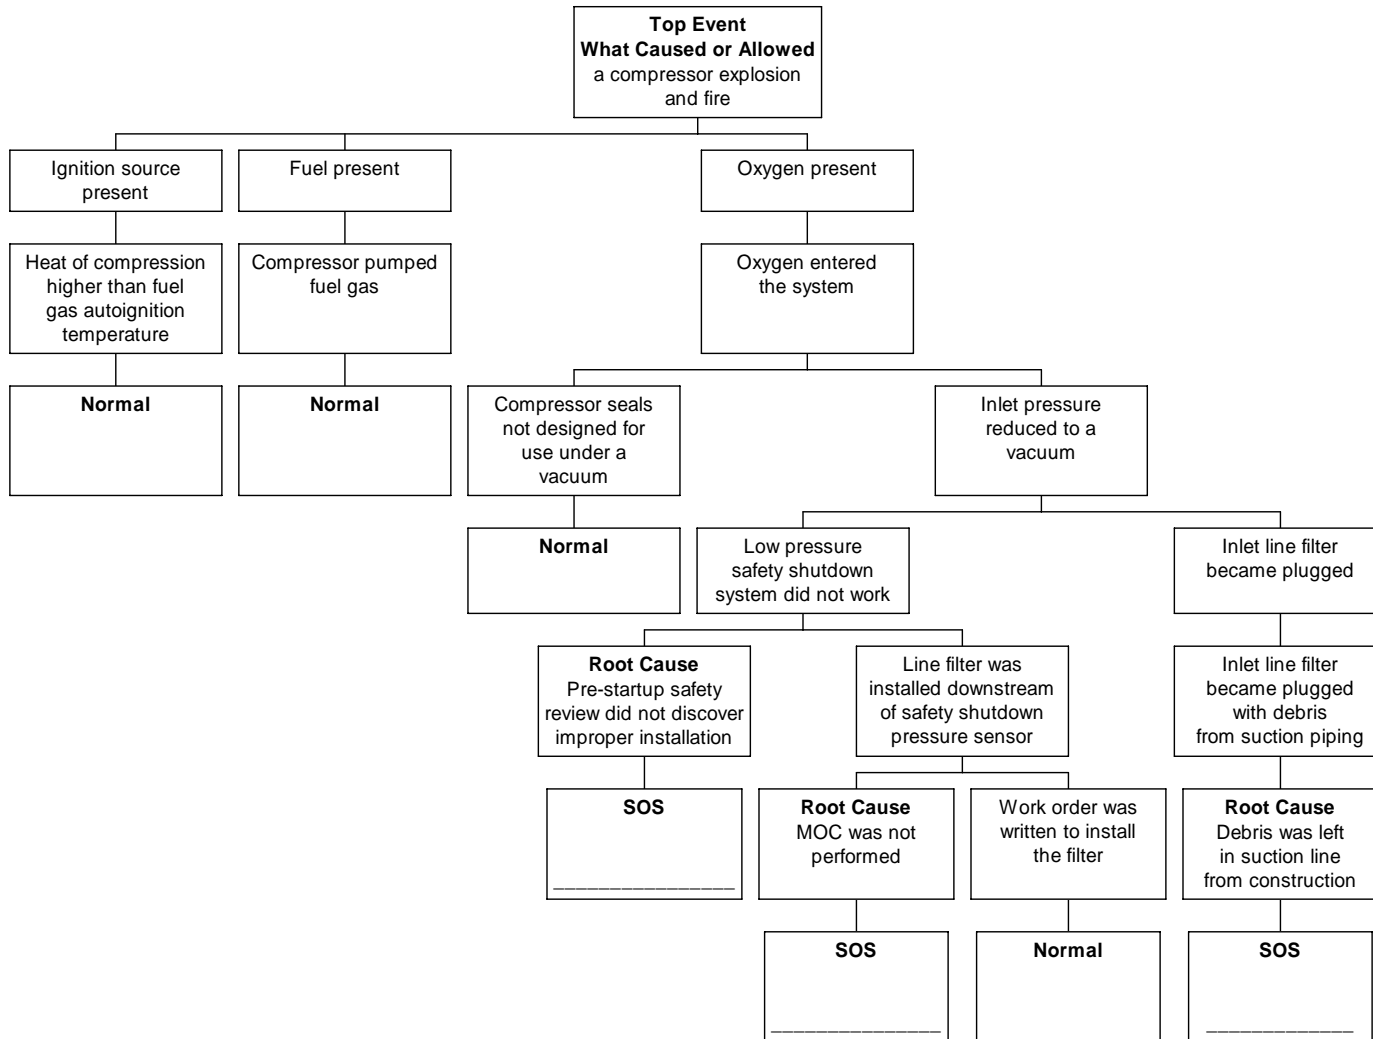 Top Event
What Caused or Allowed
a compressor explosion
and fire
Ignition source
present
Fuel present
Oxygen present
Heat of compression
higher than fuel
gas autoignition
temperature
Compressor pumped
fuel gas
Oxygen entered
the system
Normal
Normal
Compressor seals
not designed for
use under a
vacuum
Inlet pressure
reduced to a
vacuum
Normal
Low pressure
safety shutdown
system did not work
Inlet line filter
became plugged
Root Cause
Pre-startup safety
review did not discover
improper installation
Line filter was
installed downstream
of safety shutdown
pressure sensor
Inlet line filter
became plugged
with debris
from suction piping
SOS
________________
Root Cause
MOC was not
performed
Work order was
written to install
the filter
Root Cause
Debris was left
in suction line
from construction
SOS
_______________
Normal
SOS
_____________